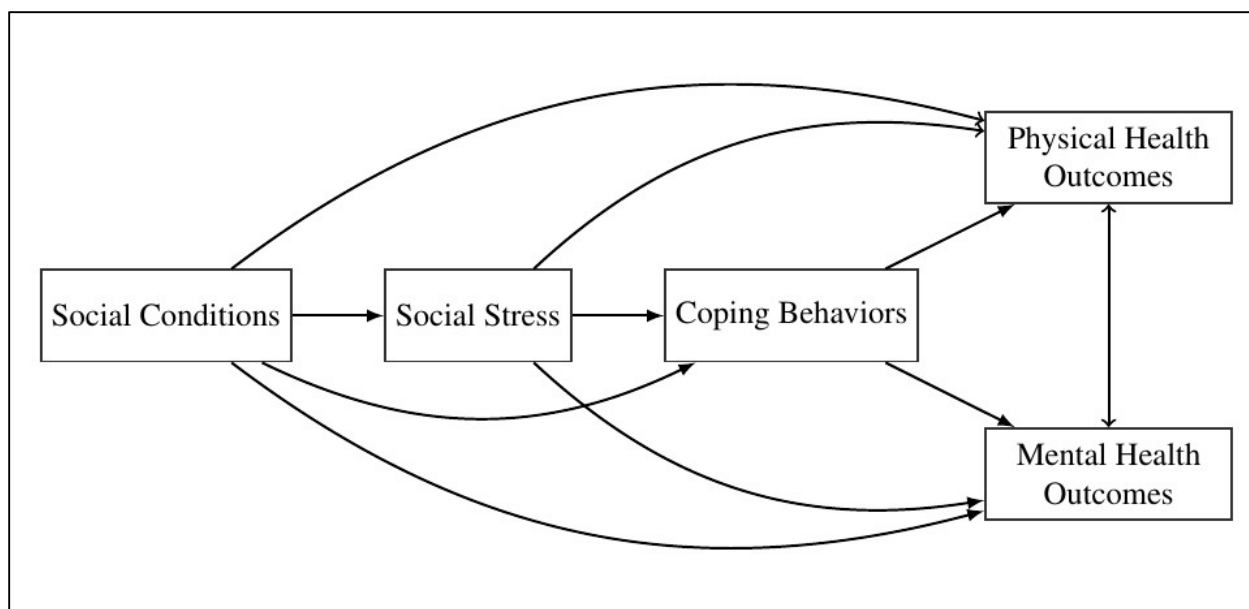 Physical Health
Outcomes
Social Conditions
Social Stress
Coping Behaviors
Mental Health
Outcomes